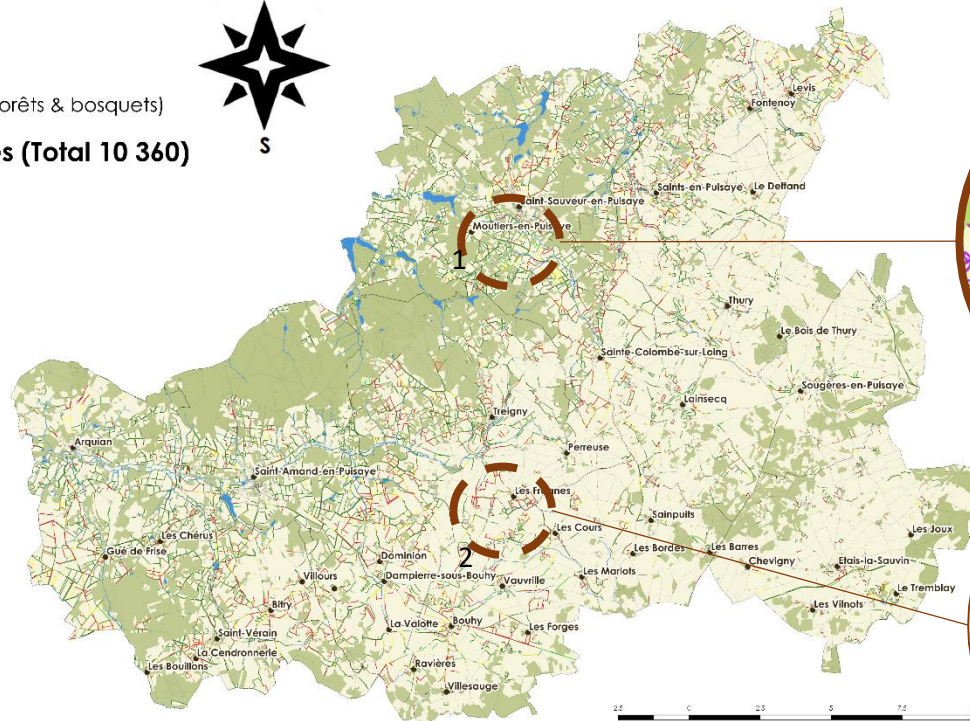 orêts & bosquets)
es (Total 10 360)
S
Levis
Fontenoy
Saints-en-Puisaye
Le Deffand
Saint-Sauveur-en-Puisaye
Moutiers-en-Puisaye
1
Thury
Le Bois de Thury
Sainte-Colombe-sur-Loing
Sougères-en-Puisaye
Lainsecq
Treigny
Arquian
Perreuse
Saint-Amand-en-Puisaye
Les Fragnes
Sainpuits
Les Cours
Les Joux
Les Chérus
Gué de Frise
Les Bordes
Les Barres
2
Dominion
Chevigny
Etais-la-Sauvin
Villours
Dampierre-sous-Bouhy
Vauvrille
Les Marlots
Le Tremblay
Bitry
Les Vilnots
La-Valotte
Bouhy
Les Forges
Saint-Vérain
La Cendronnerie
Les Bouillons
Ravières
Villesauge
2.5 0 2.5 5 7.5